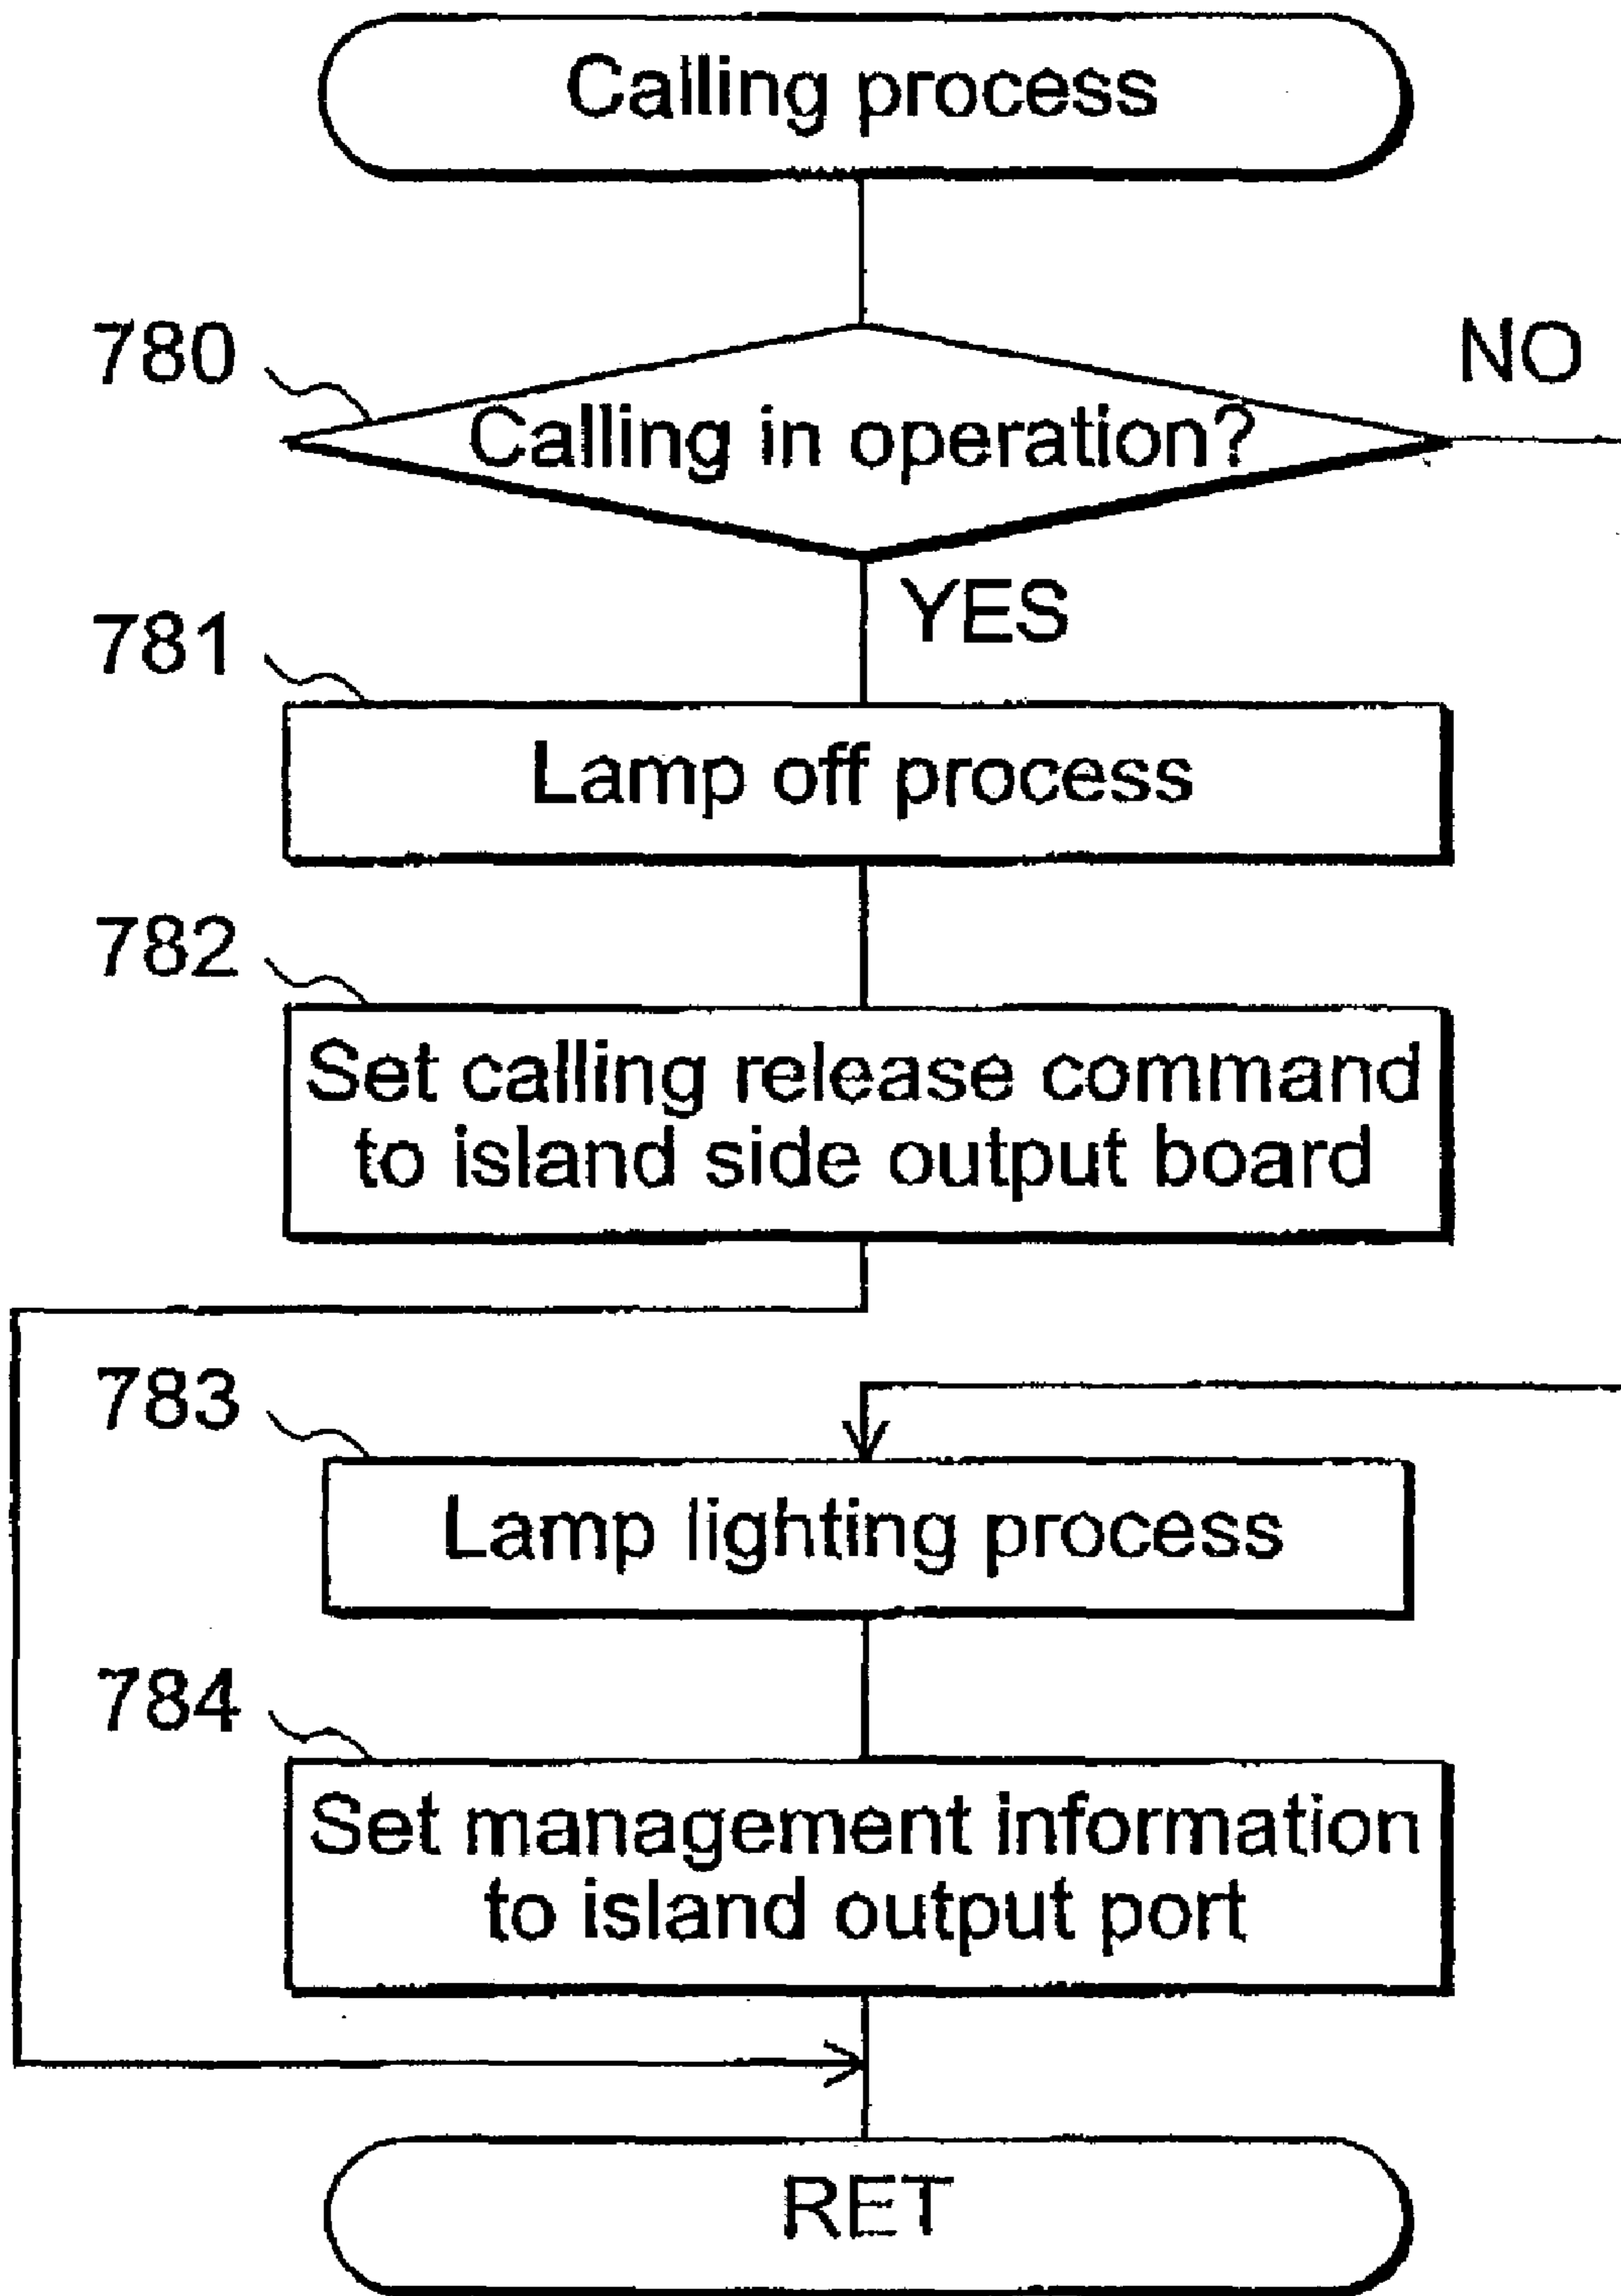 Calling process
780
NO
Calling in operation?
YES
781
Lamp off process
782
Set calling release command
to island side output board
783
Lamp lighting process
784
Set management information
to island output port
RET